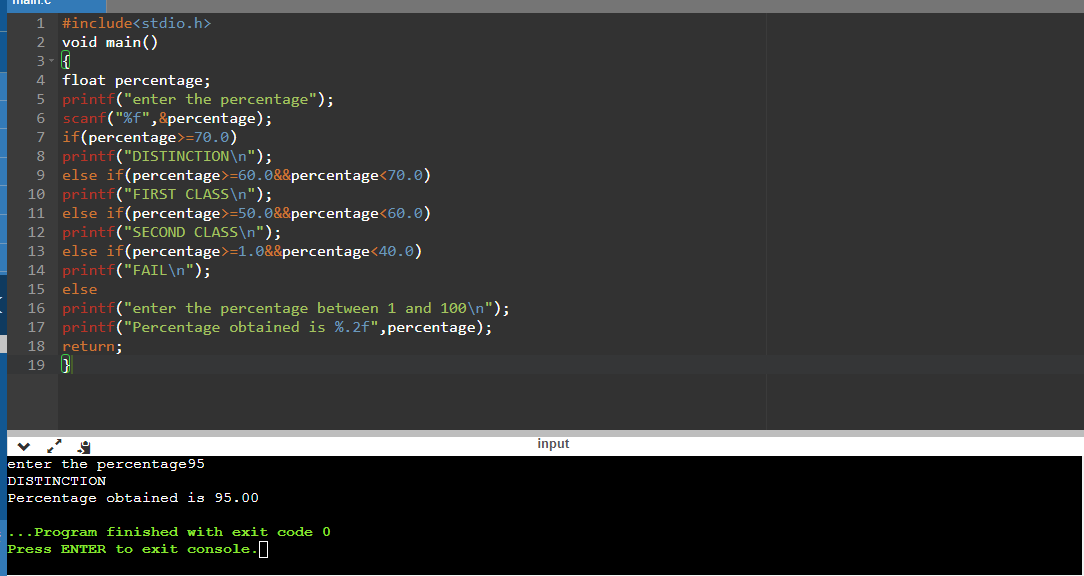 main.c
1 #include<stdio.h>
2 void main()
3 {
4 float percentage;
5 printf("enter the percentage");
6 scanf("%f",&percentage);
7 if(percentage>=70.0)
8 printf("DISTINCTION\n");
9 else if(percentage>=60.0&&percentage<70.0)
10 printf("FIRST CLASS\n");
11 else if(percentage>=50.0&&percentage<60.0)
12 printf("SECOND CLASS\n");
13 else if(percentage>=1.0&&percentage<40.0)
14 printf("FAIL\n");
15 else
16 printf("enter the percentage between 1 and 100\n");
17 printf("Percentage obtained is %.2f",percentage);
18 return;
19 }
input
enter the percentage95
DISTINCTION
Percentage obtained is 95.00
...Program finished with exit code 0
Press ENTER to exit console.